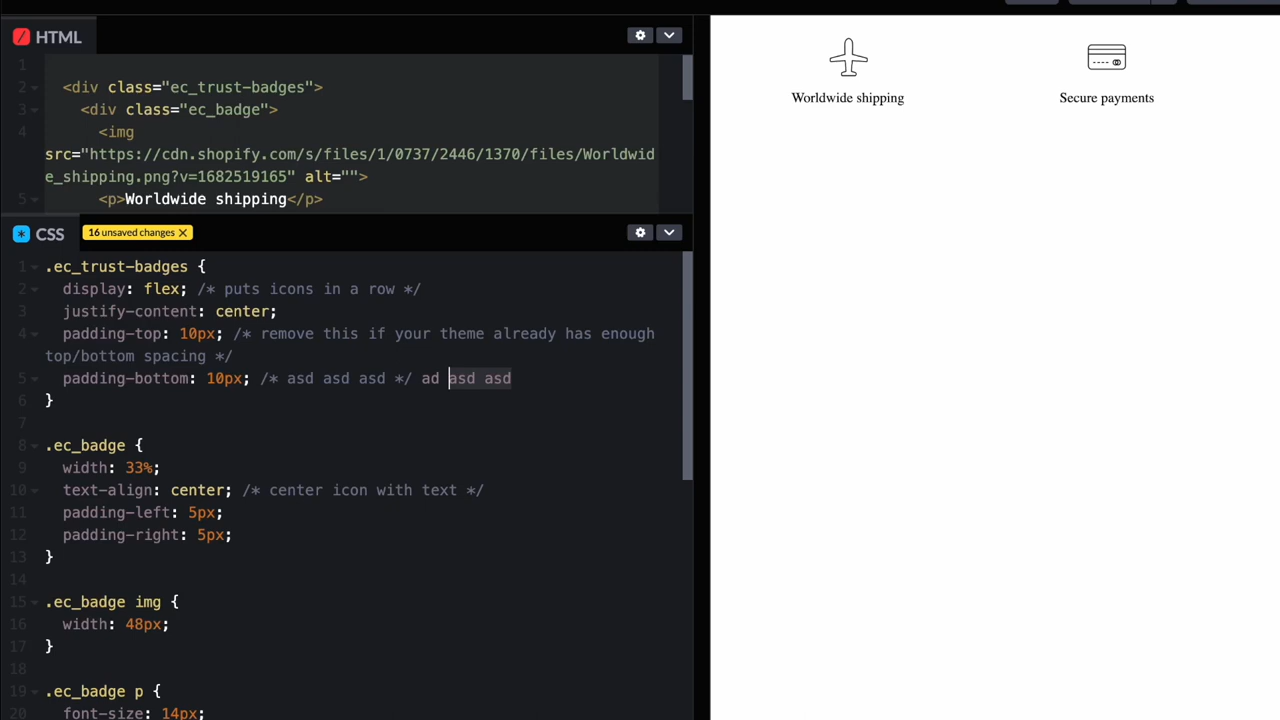 HTML
1
2 <div class="ec_trust-badges">
3 <div class="ec_badge">
4 <img
src="https://cdn.shopify.com/s/files/1/0737/2446/1370/files/Worldwid
e_shipping.png?v=1682519165" alt="">
5 <p>Worldwide shipping</p>
CSS 16 unsaved changes ×
1 .ec_trust-badges {
2 display: flex; /* puts icons in a row */
3 justify-content: center;
4 padding-top: 10px; /* remove this if your theme already has enough
top/bottom spacing */
5 padding-bottom: 10px; /* asd asd asd */ ad asd asd
6 }
7
8 .ec_badge {
9 width: 33%;
10 text-align: center; /* center icon with text */
11 padding-left: 5px;
12 padding-right: 5px;
13 }
14
15 .ec_badge img {
16 width: 48px;
17 }
18
19 .ec_badge p {
20 font-size: 14px;
Worldwide shipping
Secure payments